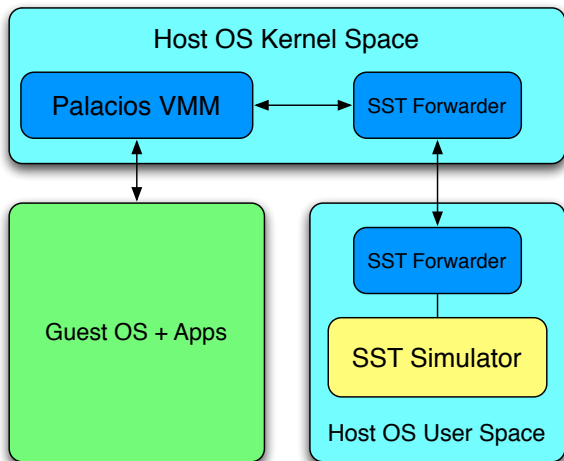 Host OS Kernel Space
Palacios VMM
SST Forwarder
SST Forwarder
Guest OS + Apps
SST Simulator
Host OS User Space